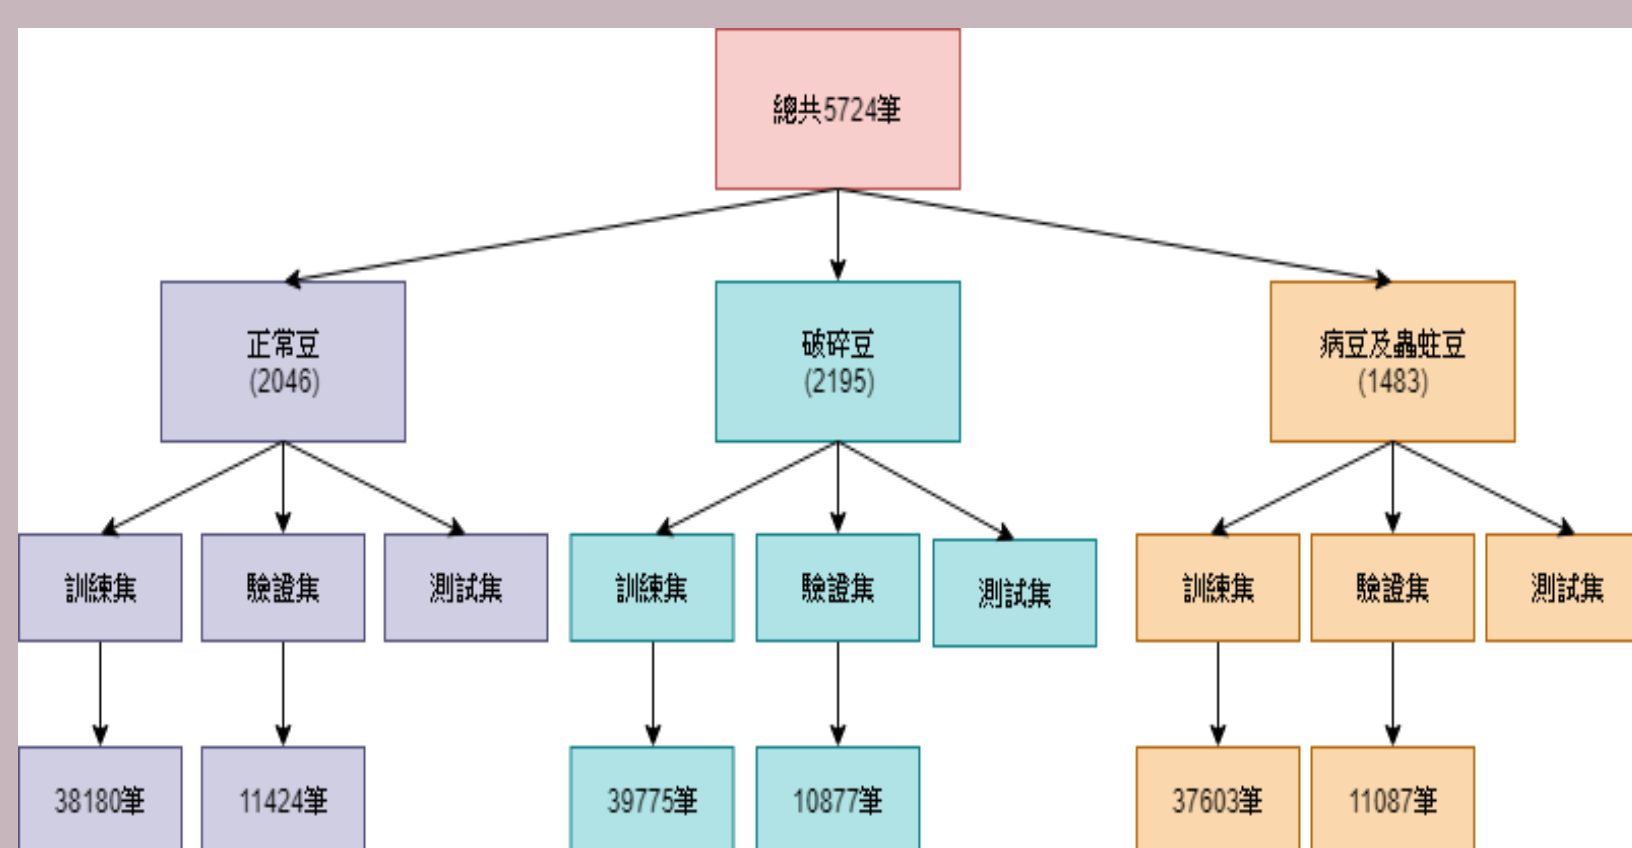 總共5724筆
正常豆
(2046)
破碎豆
(2195)
病豆及蟲蛀豆
(1483)
訓練集
驗證集
測試集
訓練集
驗證集
測試集
訓練集
驗證集
測試集
38180筆
11424筆
39775筆
10877筆
37603筆
11087筆